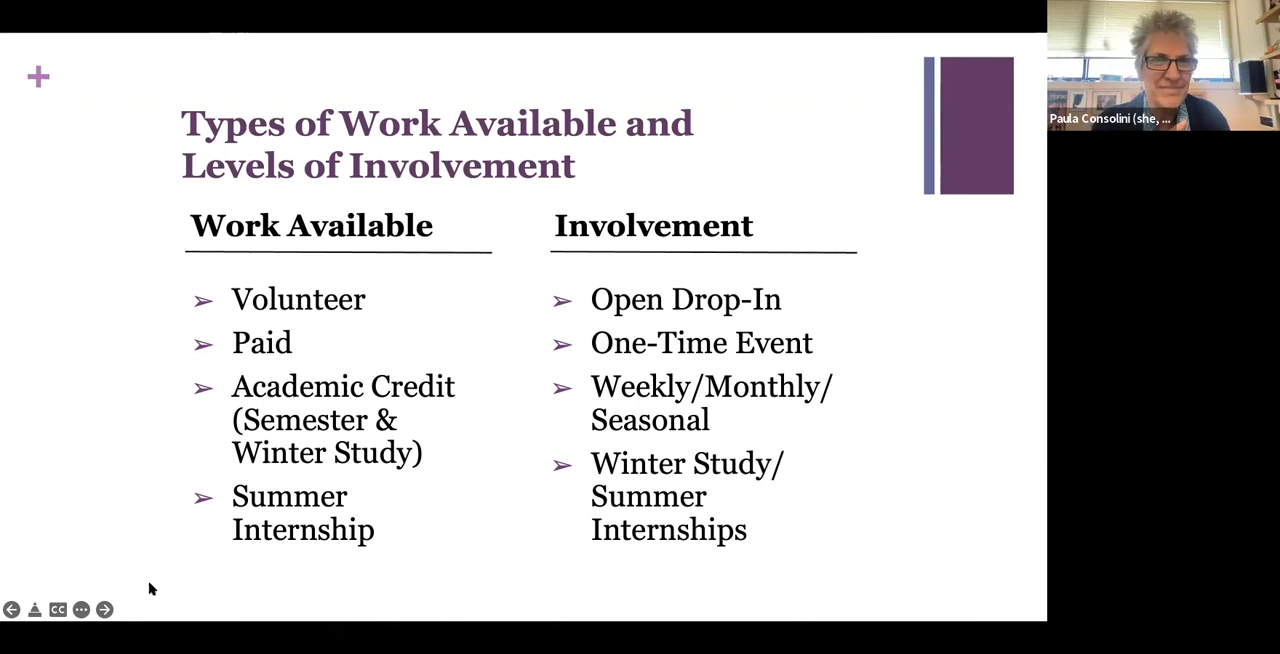 Types of Work Available and
Levels of Involvement
Work Available
➢ Volunteer
➢ Paid
➢ Academic Credit
(Semester &
Winter Study)
➢ Summer
Internship
Involvement
➢ Open Drop-In
➢ One-Time Event
➢ Weekly/Monthly/
Seasonal
➢ Winter Study/
Summer
Internships
Paula Consolini (she, ...
CC